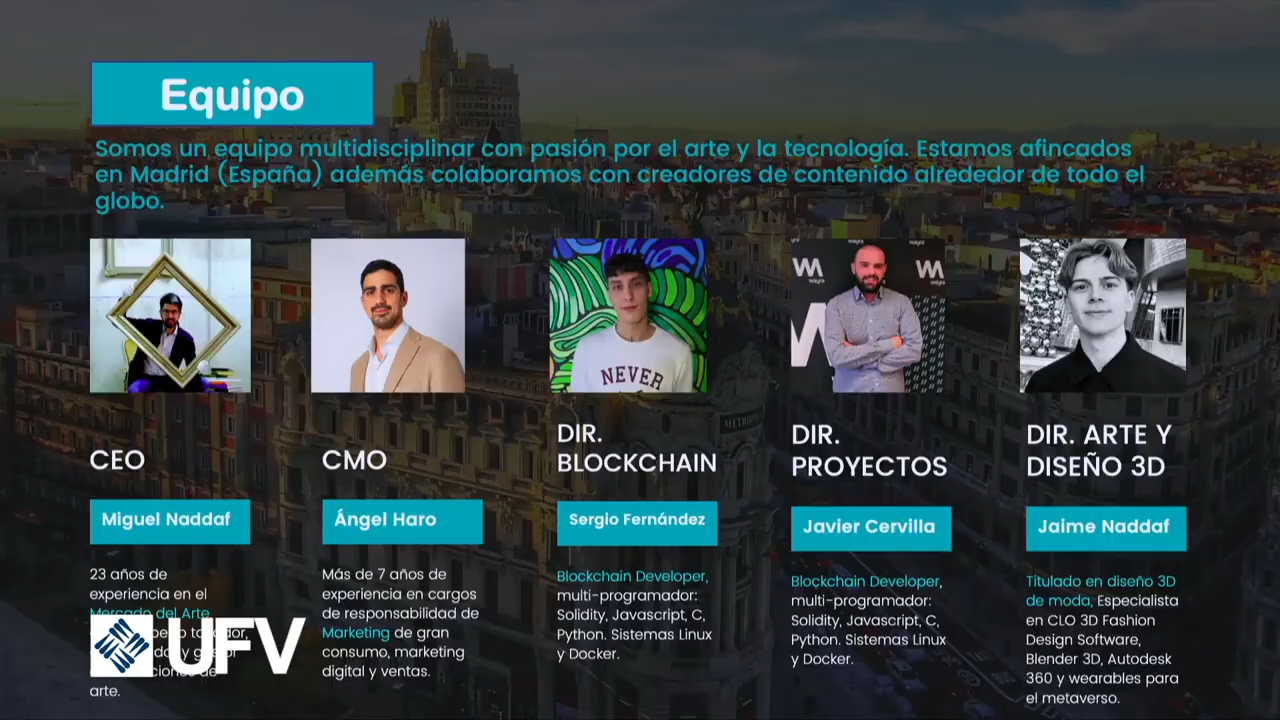 Equipo
Somos un equipo multidisciplinar con pasión por el arte y la tecnología. Estamos afincados
en Madrid (España) además colaboramos con creadores de contenido alrededor de todo el
globo.
NEVER
METROPOLIS
CEO
Miguel Naddaf
23 años de
experiencia en el
Mercado del Arte,
arte.
CMO
Ángel Haro
Más de 7 años de
experiencia en cargos
de responsabilidad de
Marketing de gran
consumo, marketing
digital y ventas.
DIR.
BLOCKCHAIN
Sergio Fernández
Blockchain Developer,
multi-programador:
Solidity, Javascript, C,
Python. Sistemas Linux
y Docker.
DIR.
PROYECTOS
Javier Cervilla
Blockchain Developer,
multi-programador:
Solidity, Javascript, C,
Python. Sistemas Linux
y Docker.
DIR. ARTE Y
DISEÑO 3D
Jaime Naddaf
Titulado en diseño 3D
de moda, Especialista
en CLO 3D Fashion
Design Software,
Blender 3D, Autodesk
360 y wearables para
el metaverso.
UFV